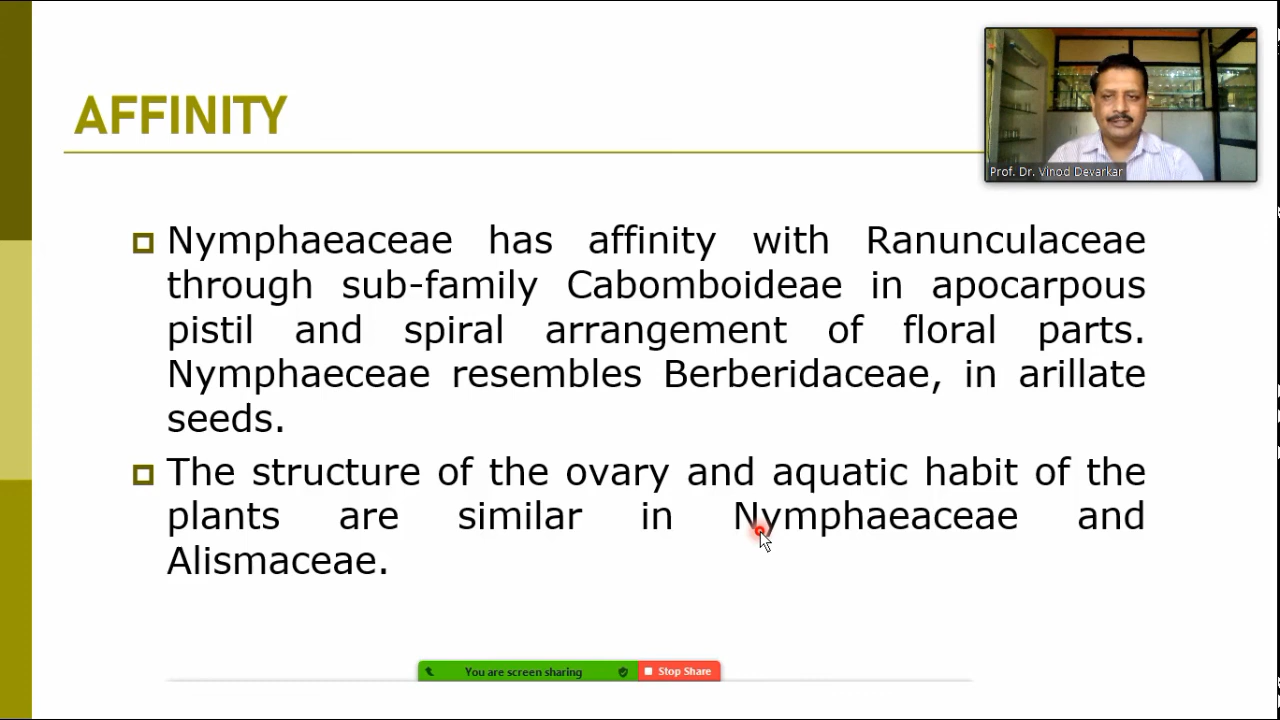 AFFINITY
Prof. Dr. Vinod Devarkar
Nymphaeaceae has affinity with Ranunculaceae
through sub-family Cabomboideae in apocarpous
pistil and spiral arrangement of floral parts.
Nymphaeceae resembles Berberidaceae, in arillate
seeds.
The structure of the ovary and aquatic habit of the
plants are similar in Nymphaeaceae and
Alismaceae.
You are screen sharing
Stop Share